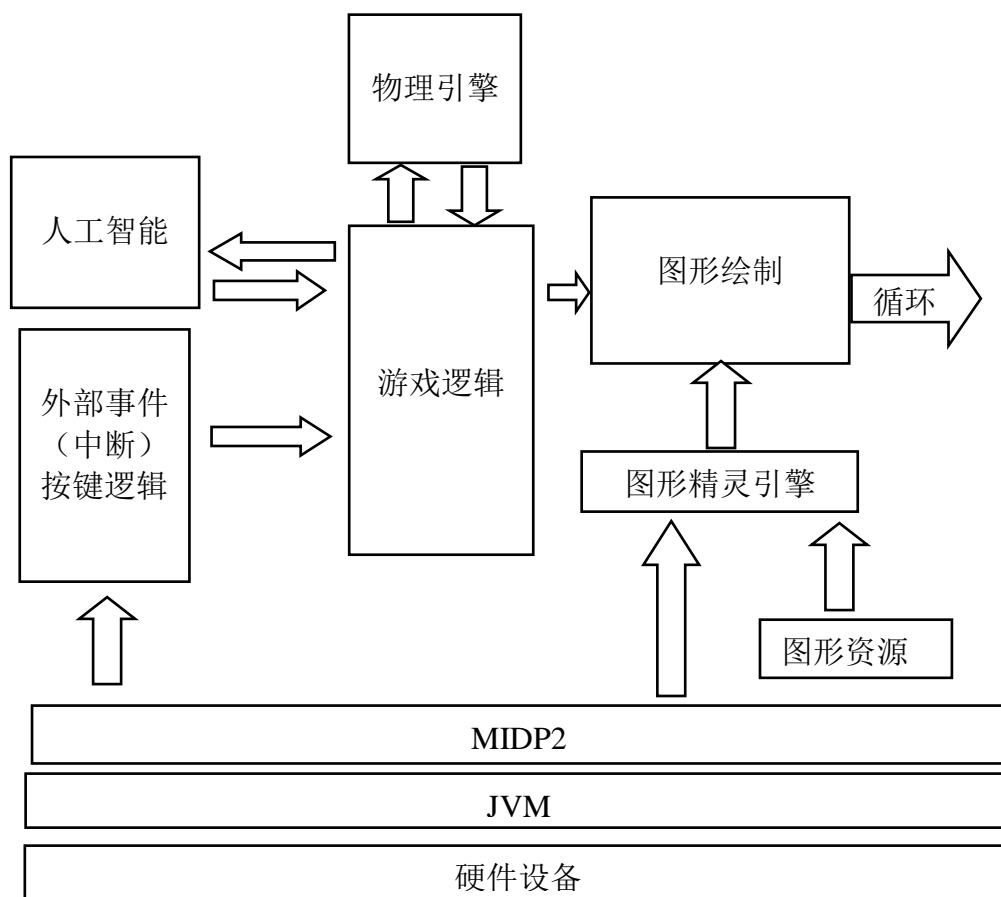 物理引擎
人工智能
图形绘制
循环
游戏逻辑
外部事件
（中断）
按键逻辑
图形精灵引擎
图形资源
MIDP2
JVM
硬件设备